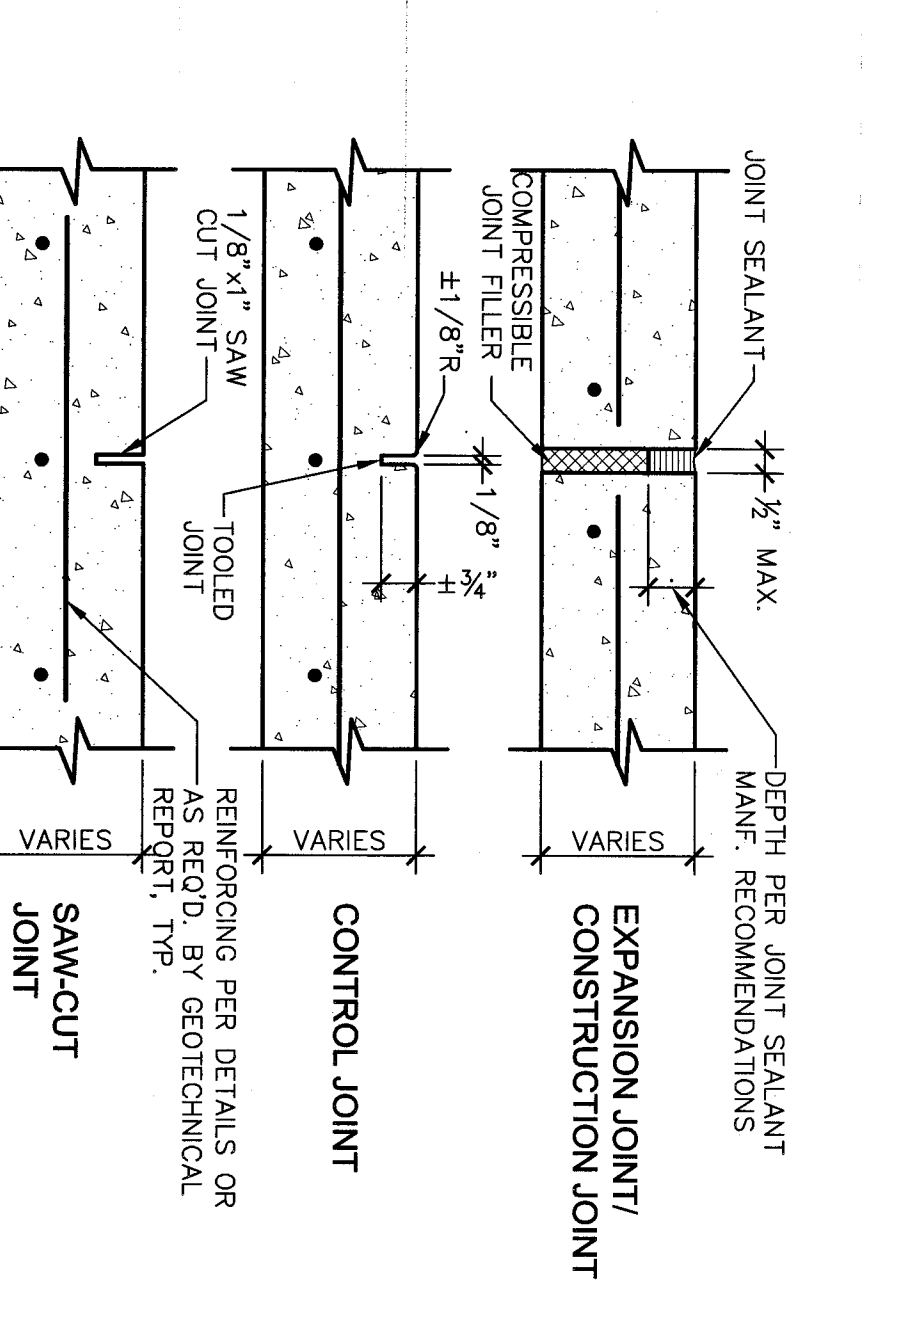 JOINT SEALANT
½" MAX.
DEPTH PER JOINT SEALANT
MANF. RECOMMENDATIONS
COMPRESSIBLE
JOINT FILLER
VARIES
EXPANSION JOINT/
CONSTRUCTION JOINT
±1/8"R
1/8"
±¾"
TOOLED
JOINT
VARIES
CONTROL JOINT
1/8"x1" SAW
CUT JOINT
REINFORCING PER DETAILS OR
AS REQ'D. BY GEOTECHNICAL
REPORT, TYP.
VARIES
SAW-CUT
JOINT